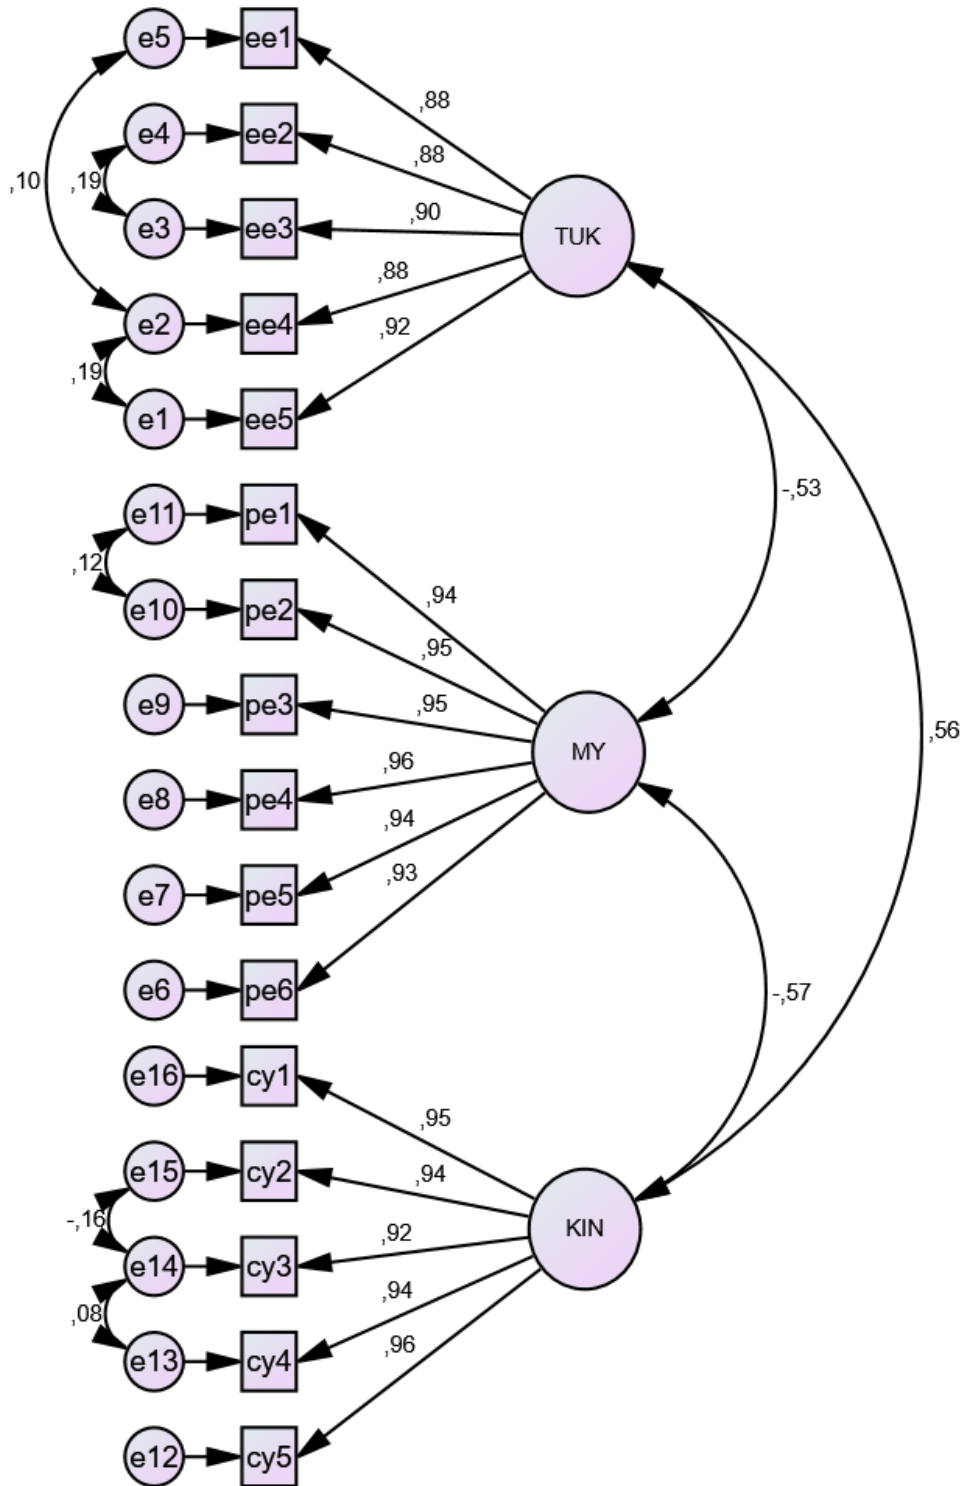 e5 ee1
,88
e4 ee2
,88
,10 ,19
e3 ee3 ,90
TUK
,88
e2 ee4
,92
,19
e1 ee5
-,53
e11 pe1
,12
,94
e10 pe2
,95
e9 pe3 ,95
,56
MY
,96
e8 pe4
,94
,93
e7 pe5
e6 pe6
-,57
e16 cy1
,95
e15 cy2 ,94
-,16
,92
KIN
e14 cy3
,94
,08
,96
e13 cy4
e12 cy5